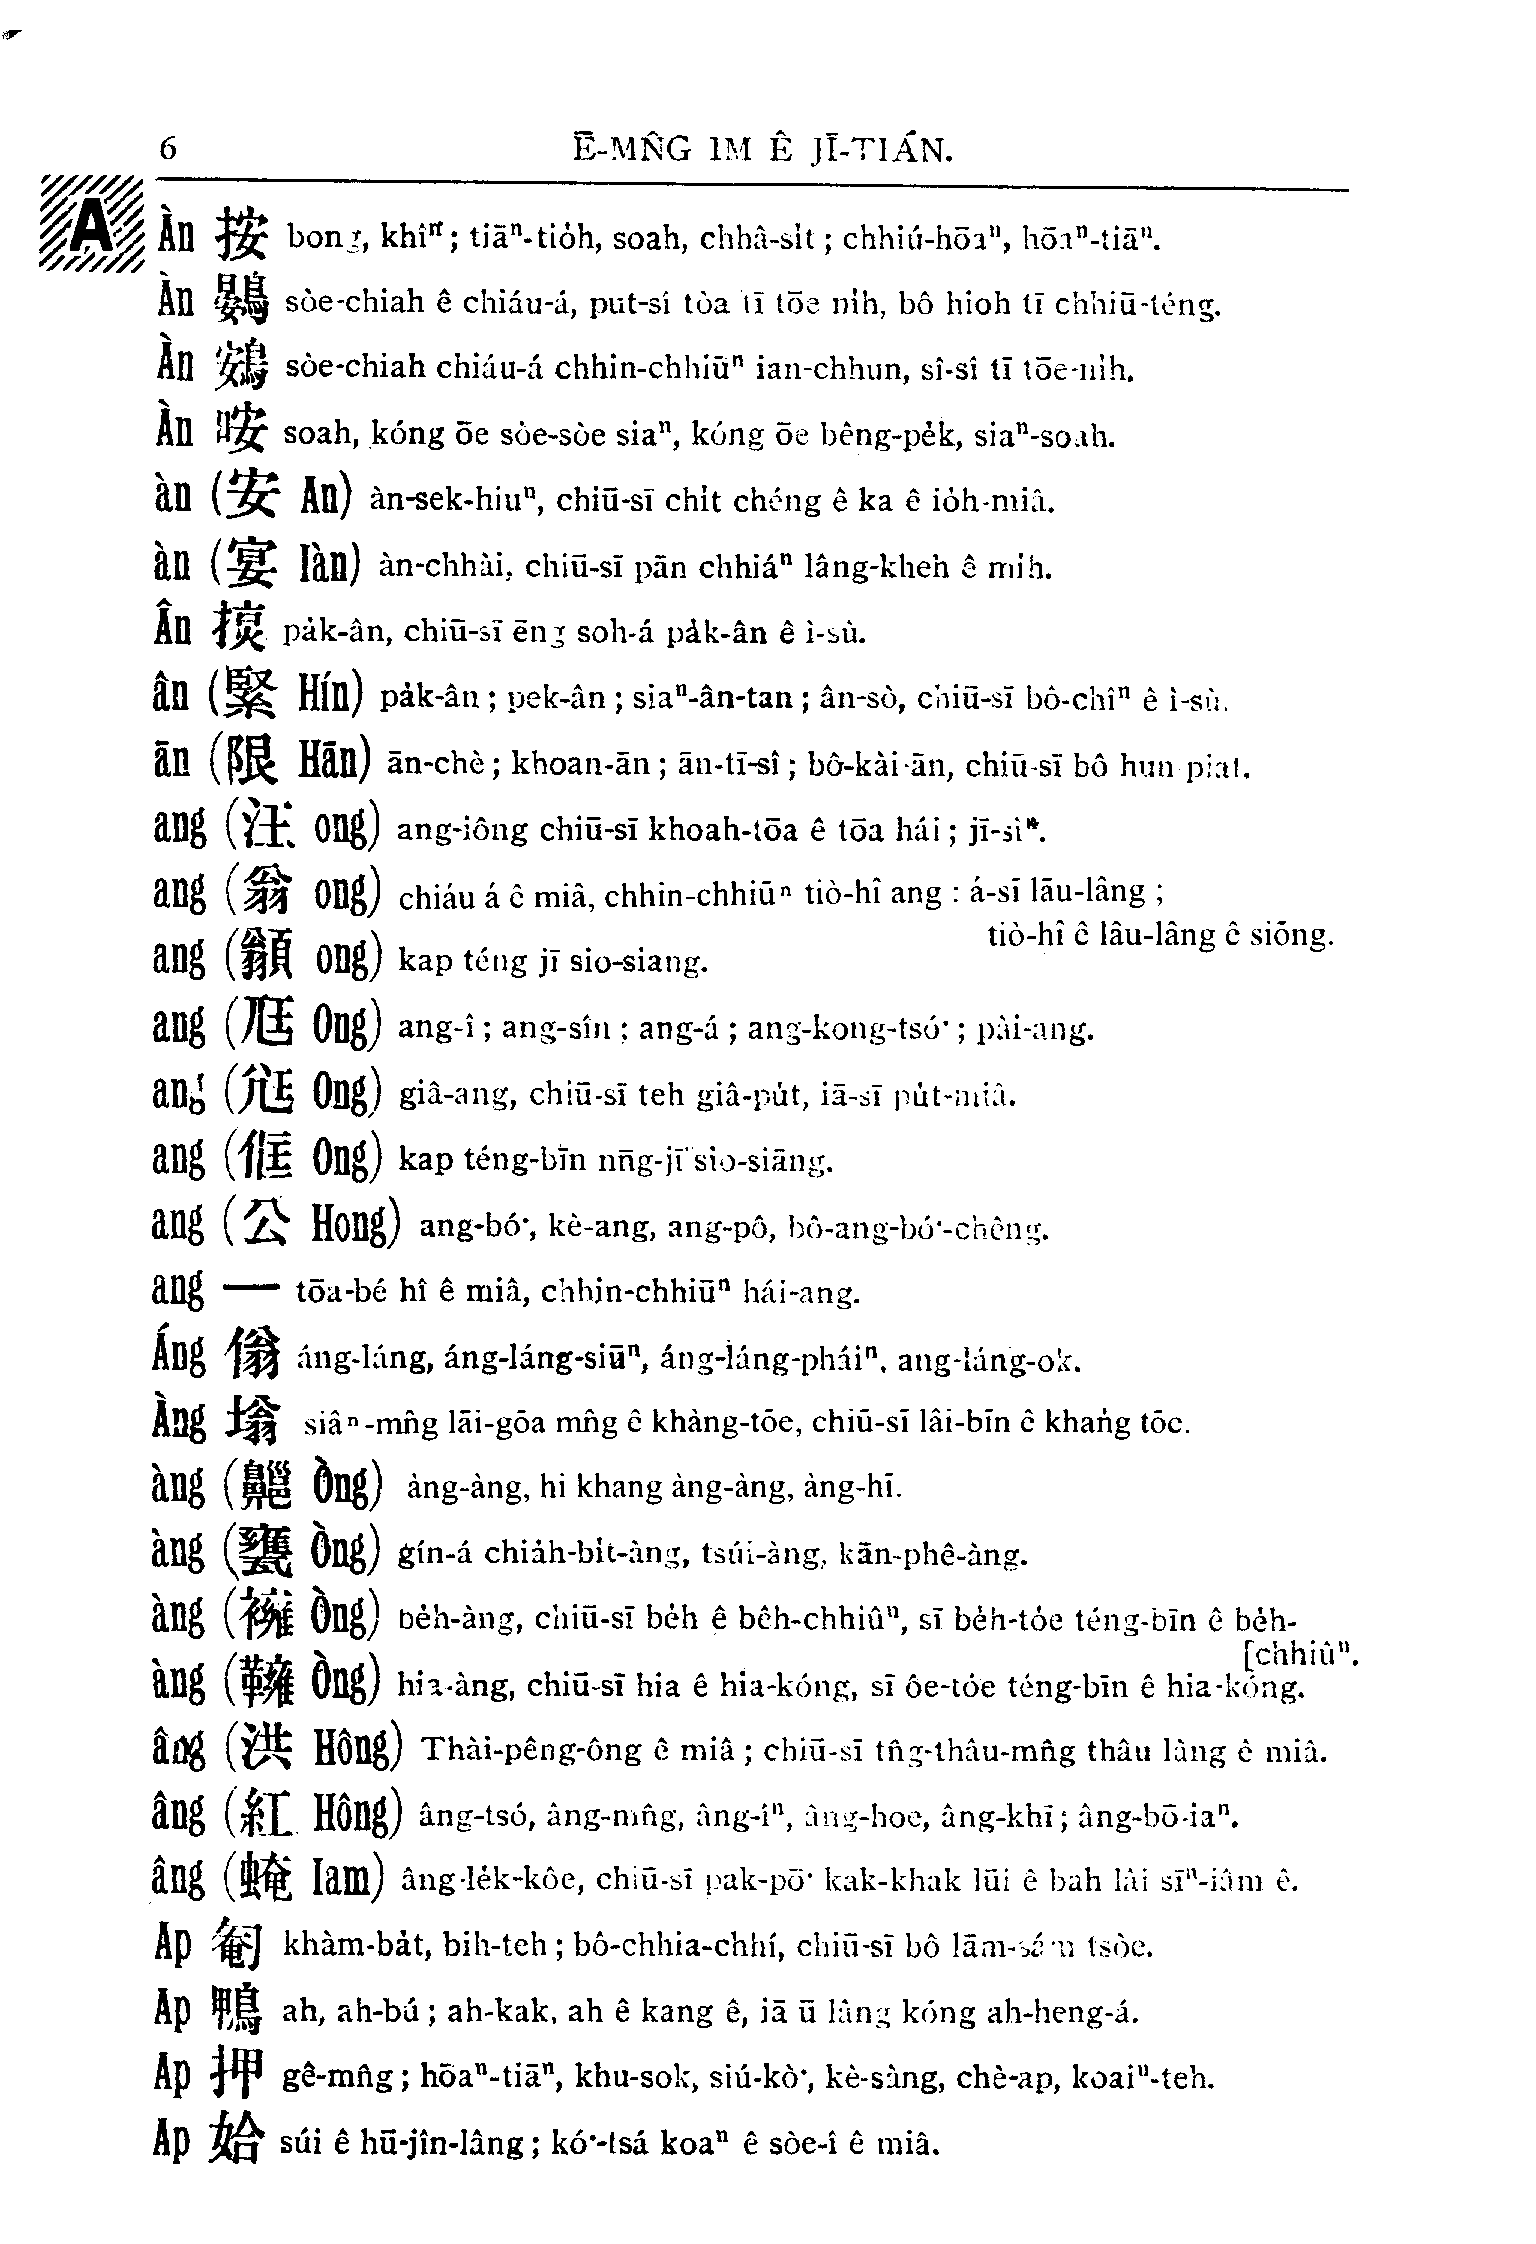 6 Ē-MN̂G IM Ê JĪ-TIÁN.
A
Àn 按 bong, khîⁿ; tiāⁿ-tio̍h, soah, chhâ-si̍t; chhiú-hōaⁿ, hōaⁿ-tiāⁿ.
Àn 鷃 sòe-chiah ê chiáu-á, put-sî tòa tī tōe ni̍h, bô hioh tī chhiū-téng.
Àn 鴳 sòe-chiah chiáu-á chhin-chhiūⁿ ian-chhun, sî-sî tī tōe-ni̍h.
Àn 咹 soah, kóng ōe sòe-sòe siaⁿ, kóng ōe bêng-pe̍k, siaⁿ-soah.
àn (安 An) àn-sek-hiuⁿ, chiū-sī chi̍t chéng ê ka ê io̍h-miâ.
àn (宴 Iàn) àn-chhài, chiū-sī pān chhiáⁿ lâng-kheh ê mi̍h.
Ân pa̍k-ân, chiū-sī ēng soh-á pa̍k-ân ê ì-sù.
ân (緊 Hín) pa̍k-ân; pek-ân; siaⁿ-ân-tan; ân-sò, chiū-sī bô-chîⁿ ê ì-sù.
ān (限 Hān) ān-chè; khoan-ān; ān-tī-sî; bô-kài-ān, chiū-sī bô hun piat.
ang (汪 ong) ang-iông chiū-sī khoah-tōa ê tōa hái; jī-sìⁿ.
ang (翁 ong) chiáu á ê miâ, chhin-chhiūⁿ tiò-hî ang : á-sī lāu-lâng;
tiò-hî ê lâu-lâng ê siōng.
ang (ong) kap téng jī sio-siang.
ang (尫 Ong) ang-î; ang-sîn; ang-á; ang-kong-tsó͘; pài-ang.
ang (Ong) giâ-ang, chiū-sī teh giâ-pu̍t, iā-sī pu̍t-miâ.
ang (Ong) kap téng-bīn nn̄g-jī sio-siāng.
ang (公 Hong) ang-bó͘, kè-ang, ang-pô, bô-ang-bó͘-chêng.
ang — tōa-bé hî ê miâ, chhin-chhiūⁿ hái-ang.
Áng 㑪 áng-láng, áng-láng-siūⁿ, áng-láng-pháiⁿ, ang-láng-ok.
Àng 塕 siâⁿ-mn̂g lāi-gōa mn̂g ê khàng-tōe, chiū-sī lâi-bīn ê khang tōe.
àng (齆 Òng) àng-àng, hi khang àng-àng, àng-hī.
àng (甕 Òng) gín-á chia̍h-bi̍t-àng, tsúi-àng, kān-phê-àng.
àng (Òng) be̍h-àng, chiū-sī be̍h ê bêh-chhiûⁿ, sī be̍h-tóe téng-bīn ê be̍h-
[chhiûⁿ.
àng (Òng) hia-àng, chiū-sī hia ê hia-kóng, sī ôe-tóe téng-bīn ê hia-kóng.
âng (洪 Hông) Thài-pêng-ông ê miâ; chiū-sī tn̂g-thâu-mn̂g thâu làng ê miâ.
âng (紅 Hông) âng-tsó, âng-mn̂g, âng-îⁿ, âng-hoe, âng-khī; âng-bō-iaⁿ.
âng (蜦 Iam) âng-le̍k-kôe, chiū-sī pak-pō͘ kak-khak lūi ê bah lâi sīⁿ-iâm ê.
Ap khàm-ba̍t, bih-teh; bô-chhia-chhí, chiū-sī bô lām-sám tsòe.
Ap 鴨 ah, ah-bú; ah-kak, ah ê kang ê, iā ū lâng kóng ah-heng-á.
Ap 押 gê-mn̂g; hōaⁿ-tiāⁿ, khu-sok, siú-kò͘, kè-sàng, chè-ap, koaiⁿ-teh.
Ap 姶 súi ê hū-jîn-lâng; kó͘-tsá koaⁿ ê sòe-î ê miâ.